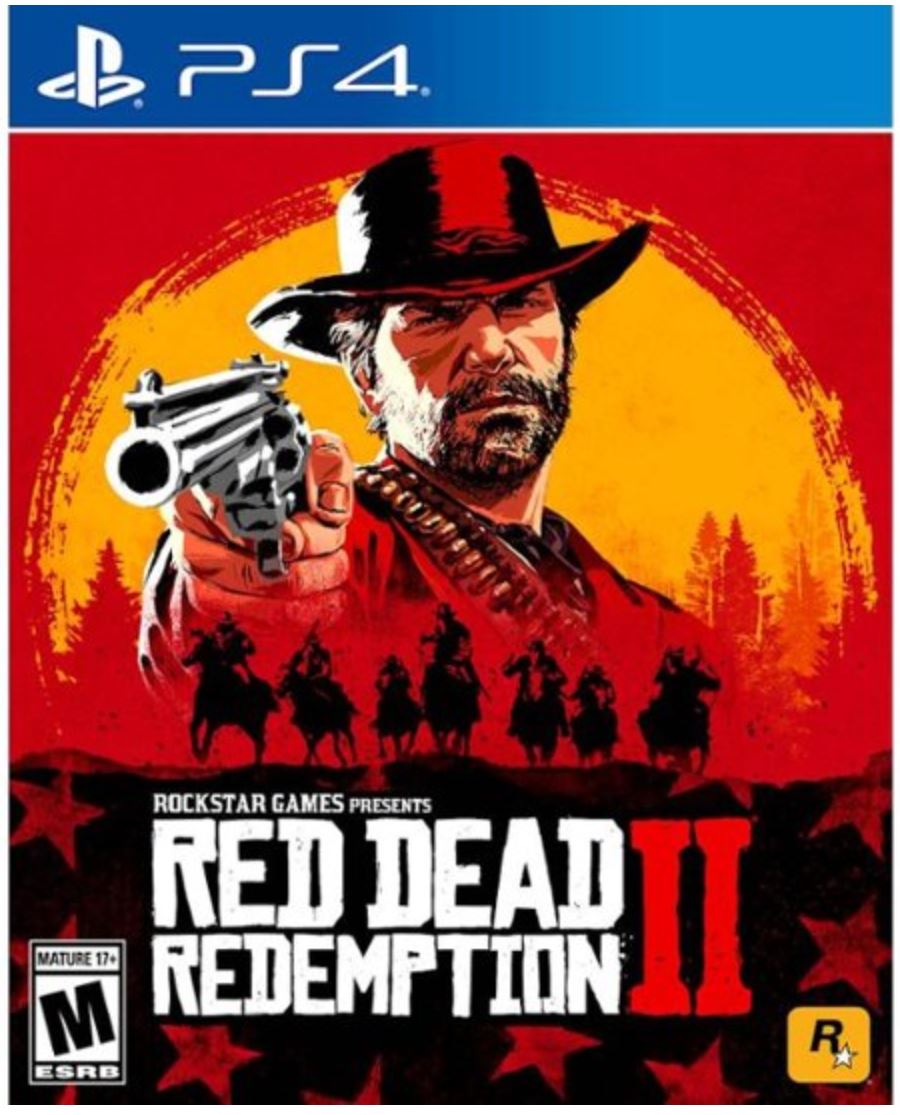 PS4
ROCKSTAR GAMES PRESENTS
RED DEAD
REDEMPTION II
MATURE 17+
M
ESRB
R